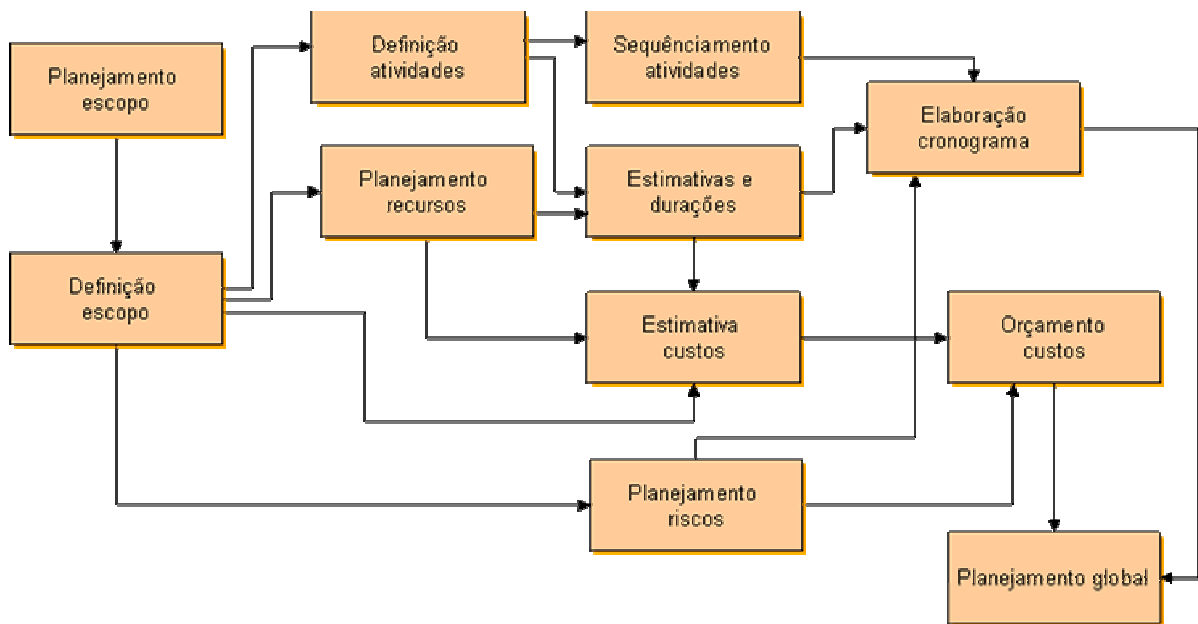 Planejamento
escopo
Definição
atividades
Sequênciamento
atividades
Elaboração
cronograma
Planejamento
recursos
Estimativas e
durações
Definição
escopo
Estimativa
custos
Orçamento
custos
Planejamento
riscos
Planejamento global